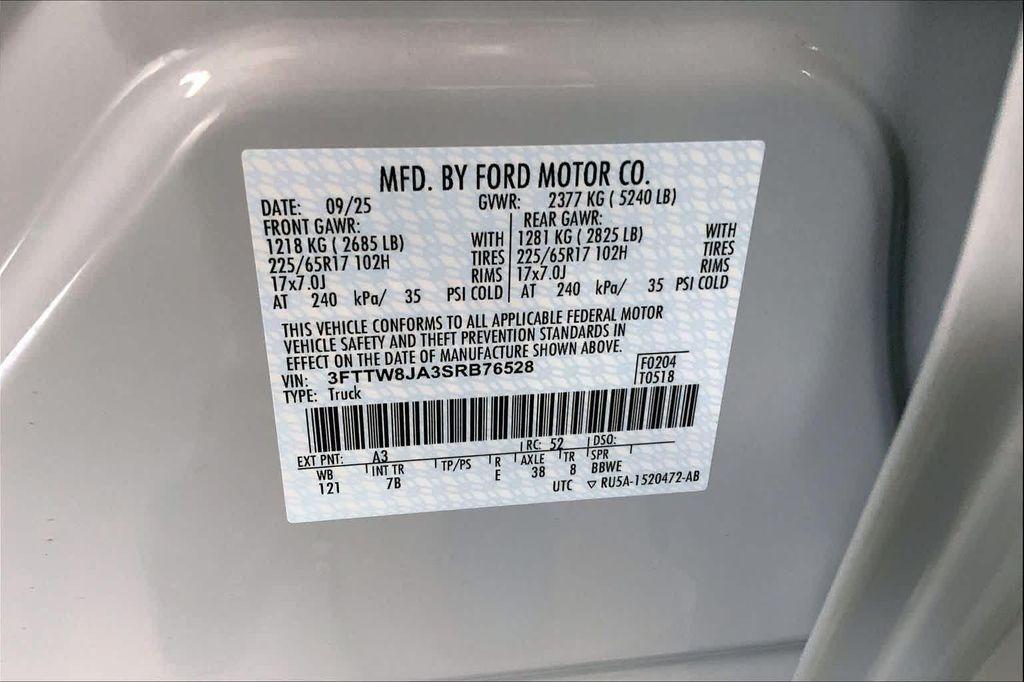 MFD. BY FORD MOTOR CO.
DATE: 09/25 GVWR: 2377 KG ( 5240 LB)
FRONT GAWR: REAR GAWR:
1218 KG ( 2685 LB) WITH 1281 KG ( 2825 LB) WITH
225/65R17 102H TIRES 225/65R17 102H TIRES
17x7.0J RIMS 17x7.0J RIMS
AT 240 kPa/ 35 PSI COLD AT 240 kPa/ 35 PSI COLD
THIS VEHICLE CONFORMS TO ALL APPLICABLE FEDERAL MOTOR
VEHICLE SAFETY AND THEFT PREVENTION STANDARDS IN
EFFECT ON THE DATE OF MANUFACTURE SHOWN ABOVE.
VIN: 3FTTW8JA3SRB76528 F0204
TYPE: Truck T0518
EXT PNT: A3 RC: 52 DSO:
WB INT TR TP/PS R AXLE TR SPR
121 7B E 38 8 BBWE
UTC ▽ RU5A-1520472-AB